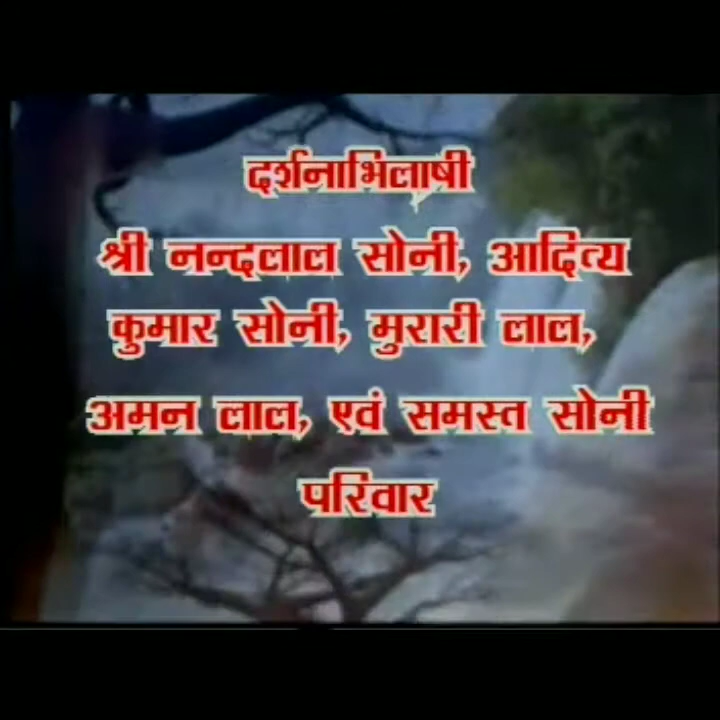 दर्शनाभिलाषी
श्री नन्दलाल सोनी, आदित्य
कुमार सोनी, मुरारी लाल,
अमन लाल, एवं समस्त सोनी
परिवार